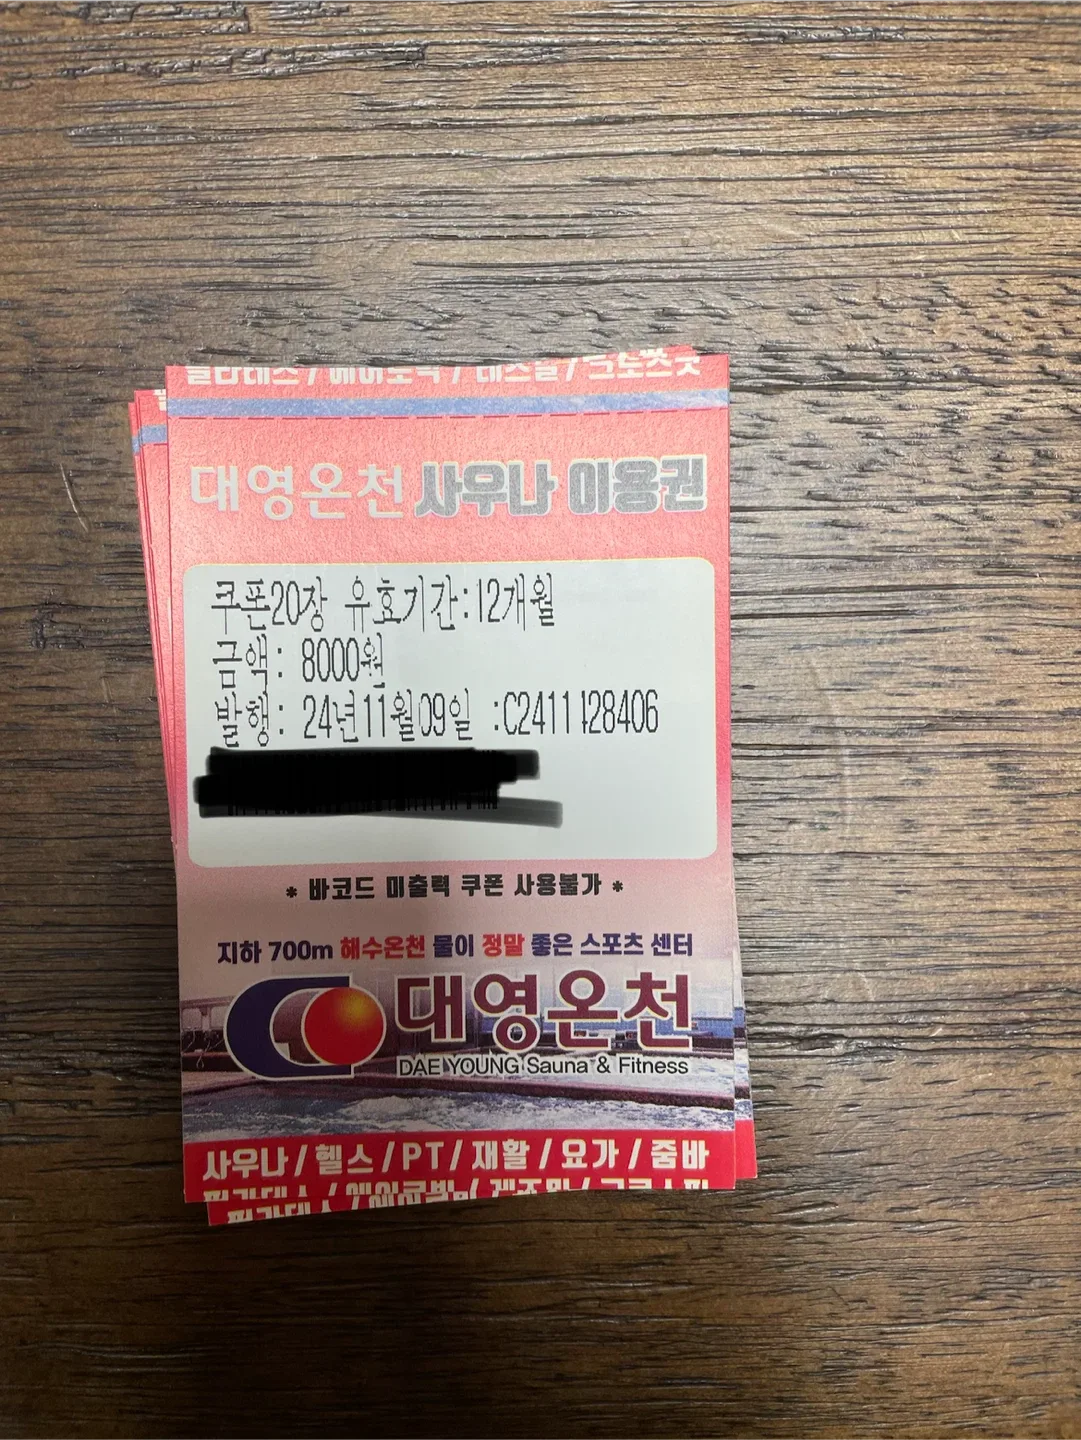 대영온천 사우나 이용권
쿠폰20장 유효기간:12개월
금액: 8000원
발행: 24년11월09일 :C2411128406
* 바코드 미출력 쿠폰 사용불가 *
지하 700m 해수온천 물이 정말 좋은 스포츠 센터
대영온천
DAE YOUNG Sauna & Fitness
사우나 / 헬스 / PT / 재활 / 요가 / 줌바